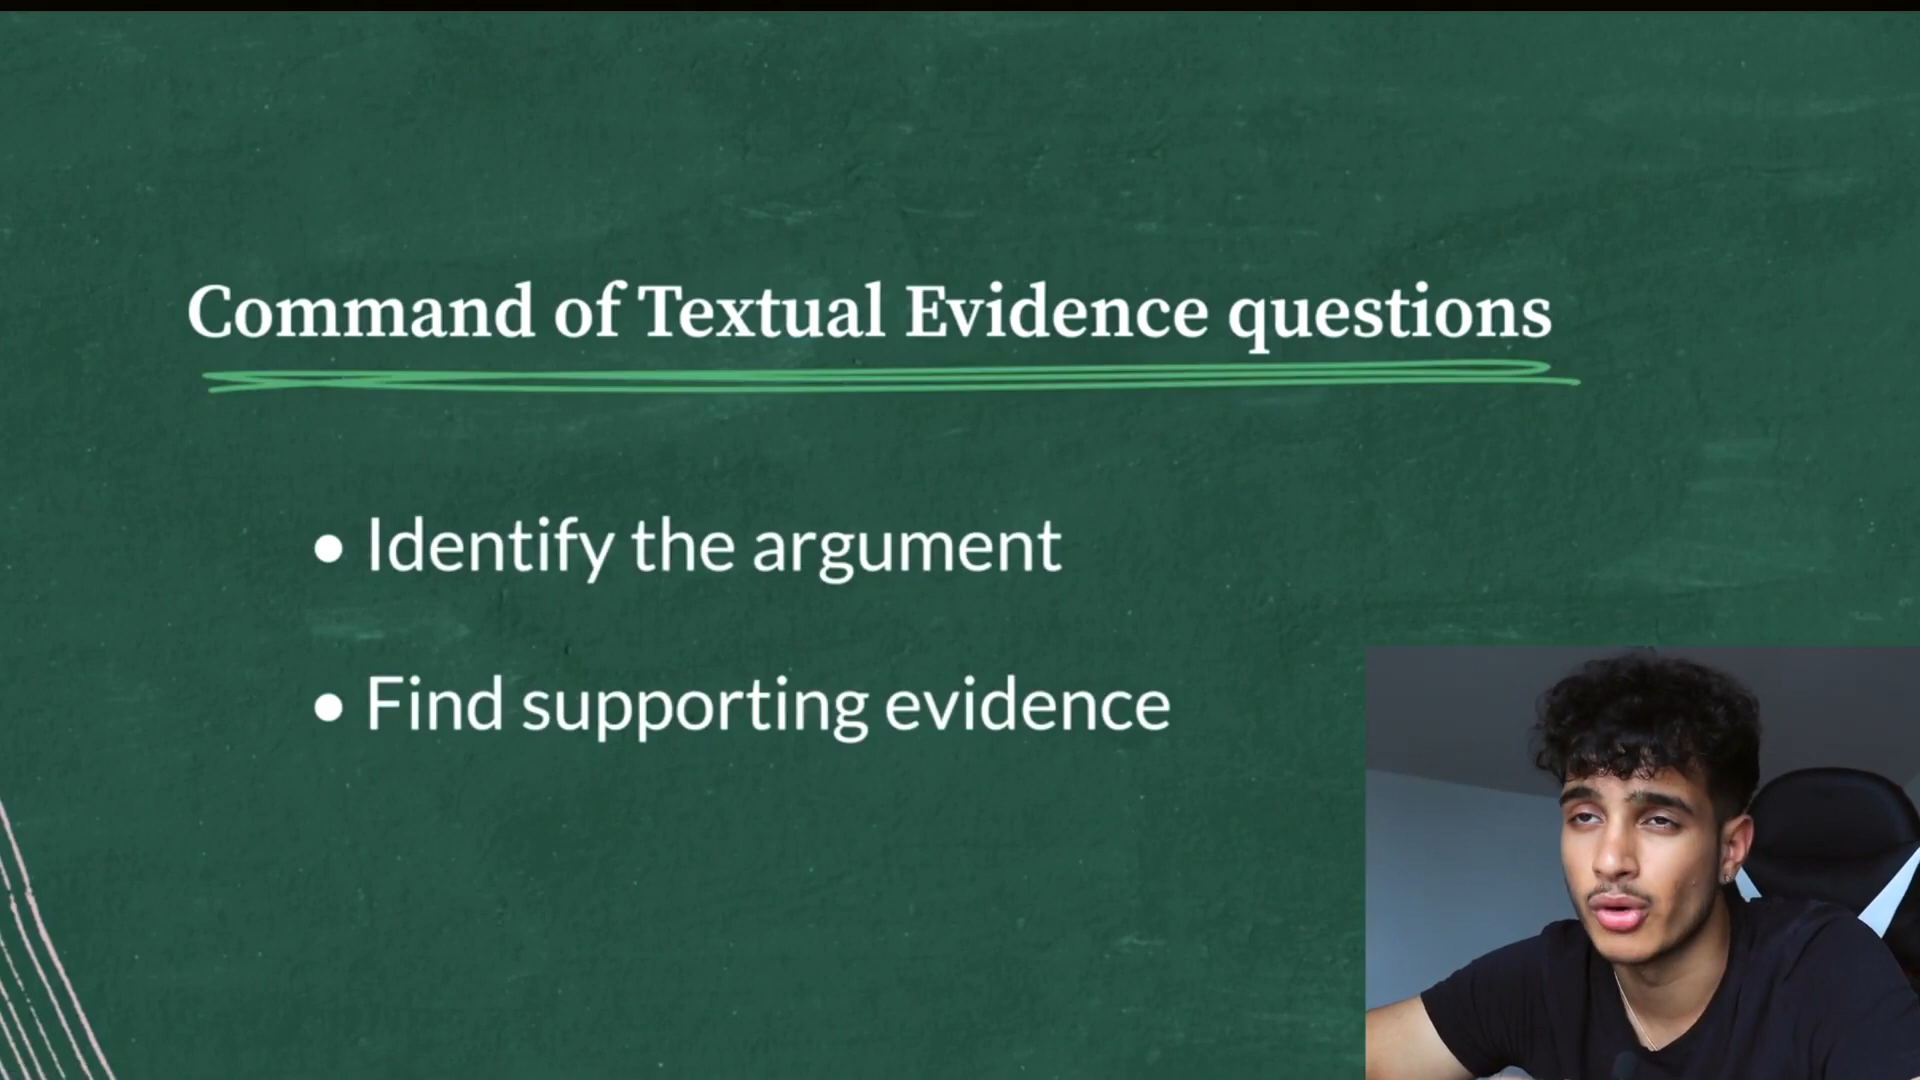 Command of Textual Evidence questions
• Identify the argument
• Find supporting evidence